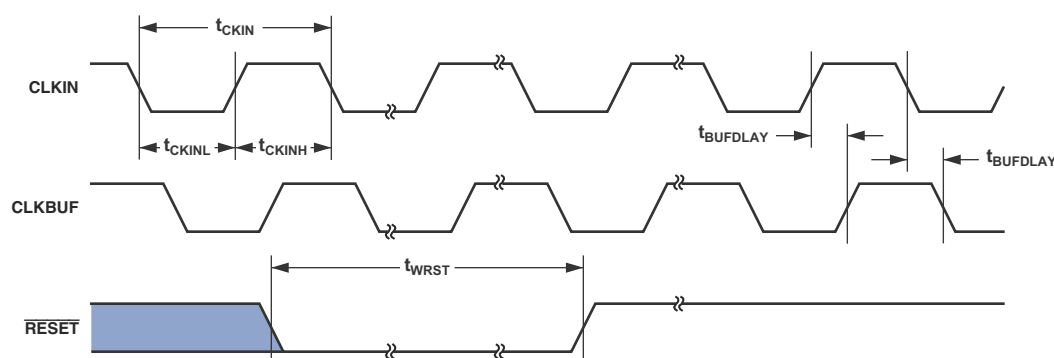 tCKIN
CLKIN
tCKINL
tCKINH
tBUFDLAY
tBUFDLAY
CLKBUF
tWRST
RESET